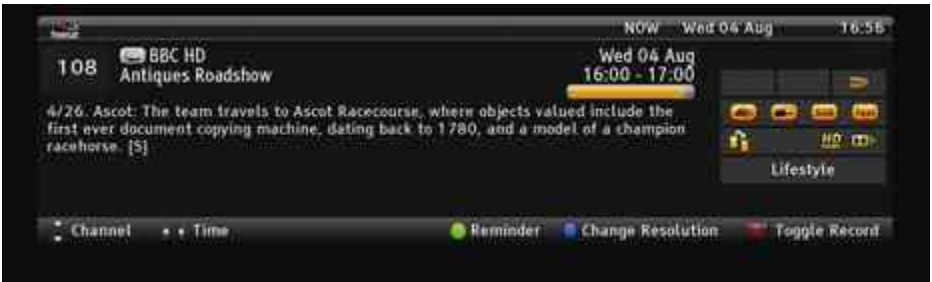 NOW Wed 04 Aug 16:56
108
BBC HD
Antiques Roadshow
Wed 04 Aug
16:00 - 17:00
4/26. Ascot: The team travels to Ascot Racecourse, where objects valued include the
first ever document copying machine, dating back to 1780, and a model of a champion
racehorse. [S]
HD
Lifestyle
Channel Time Reminder Change Resolution Toggle Record